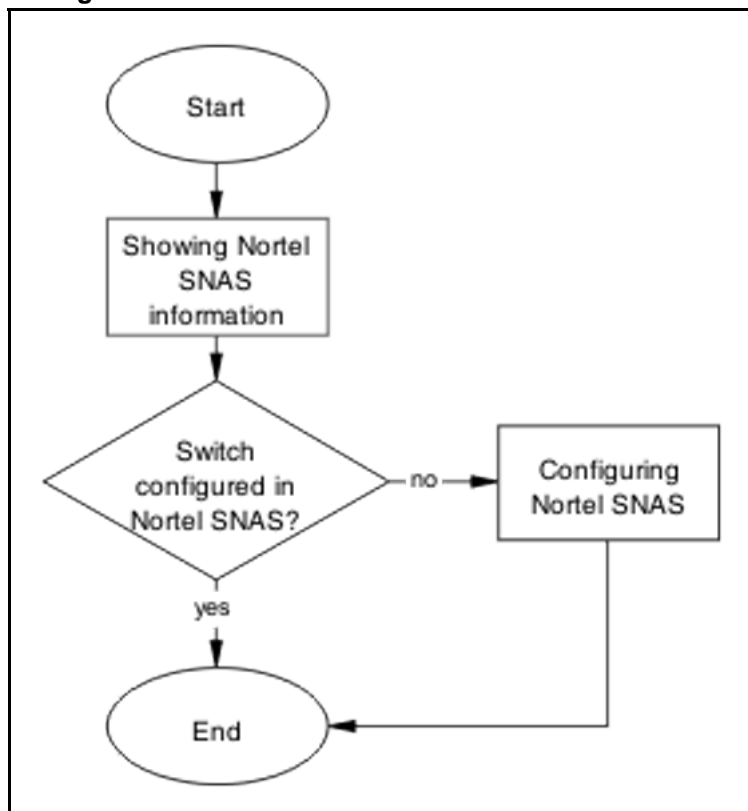 Start
Showing Nortel
SNAS
information
Switch
configured in
Nortel SNAS?
no
Configuring
Nortel SNAS
yes
End